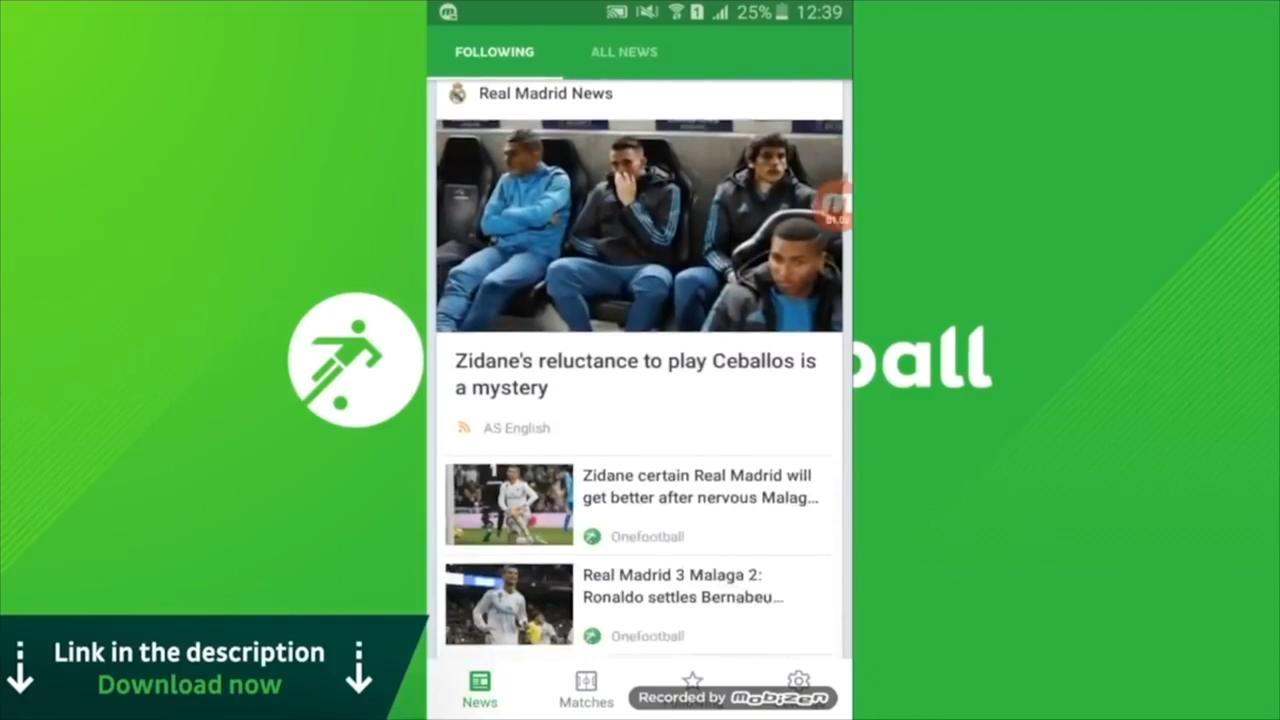 25% 12:39
FOLLOWING ALL NEWS
Real Madrid News
Zidane's reluctance to play Ceballos is
a mystery
AS English
Zidane certain Real Madrid will
get better after nervous Malag...
Onefootball
ball
Real Madrid 3 Malaga 2:
Ronaldo settles Bernabeu...
Onefootball
Link in the description
Download now
News
Matches
Recorded by Mobizen